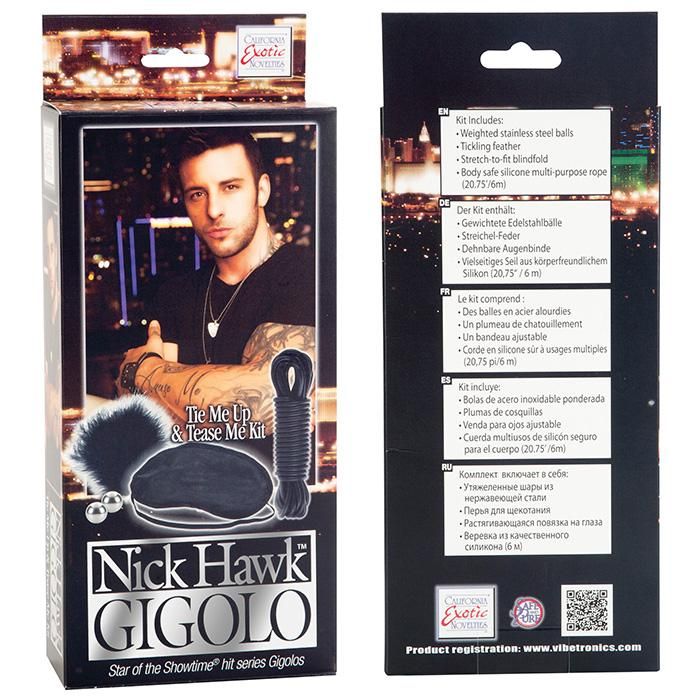 CALIFORNIA
Exotic
NOVELTIES
Tie Me Up
& Tease Me Kit
Nick Hawk™
GIGOLO
Star of the Showtime® hit series Gigolos
EN
Kit Includes:
• Weighted stainless steel balls
• Tickling feather
• Stretch-to-fit blindfold
• Body safe silicone multi-purpose rope
(20.75'/6m)
DE
Der Kit enthält:
• Gewichtete Edelstahlbälle
• Streichel-Feder
• Dehnbare Augenbinde
• Vielseitiges Seil aus körperfreundlichem
Silikon (20,75" / 6 m)
FR
Le kit comprend :
• Des balles en acier alourdies
• Un plumeau de chatouillement
• Un bandeau ajustable
• Corde en silicone sûr à usages multiples
(20,75 pi/6 m)
ES
Kit incluye:
• Bolas de acero inoxidable ponderada
• Plumas de cosquillas
• Venda para ojos ajustable
• Cuerda multiusos de silicón seguro
para el cuerpo (20.75'/6m)
RU
Комплект включает в себя:
• Утяжеленные шары из
нержавеющей стали
• Перья для щекотания
• Растягивающаяся повязка на глаза
• Веревка из качественного
силикона (6 м)
CALIFORNIA
Exotic
NOVELTIES
Product registration: www.vibetronics.com